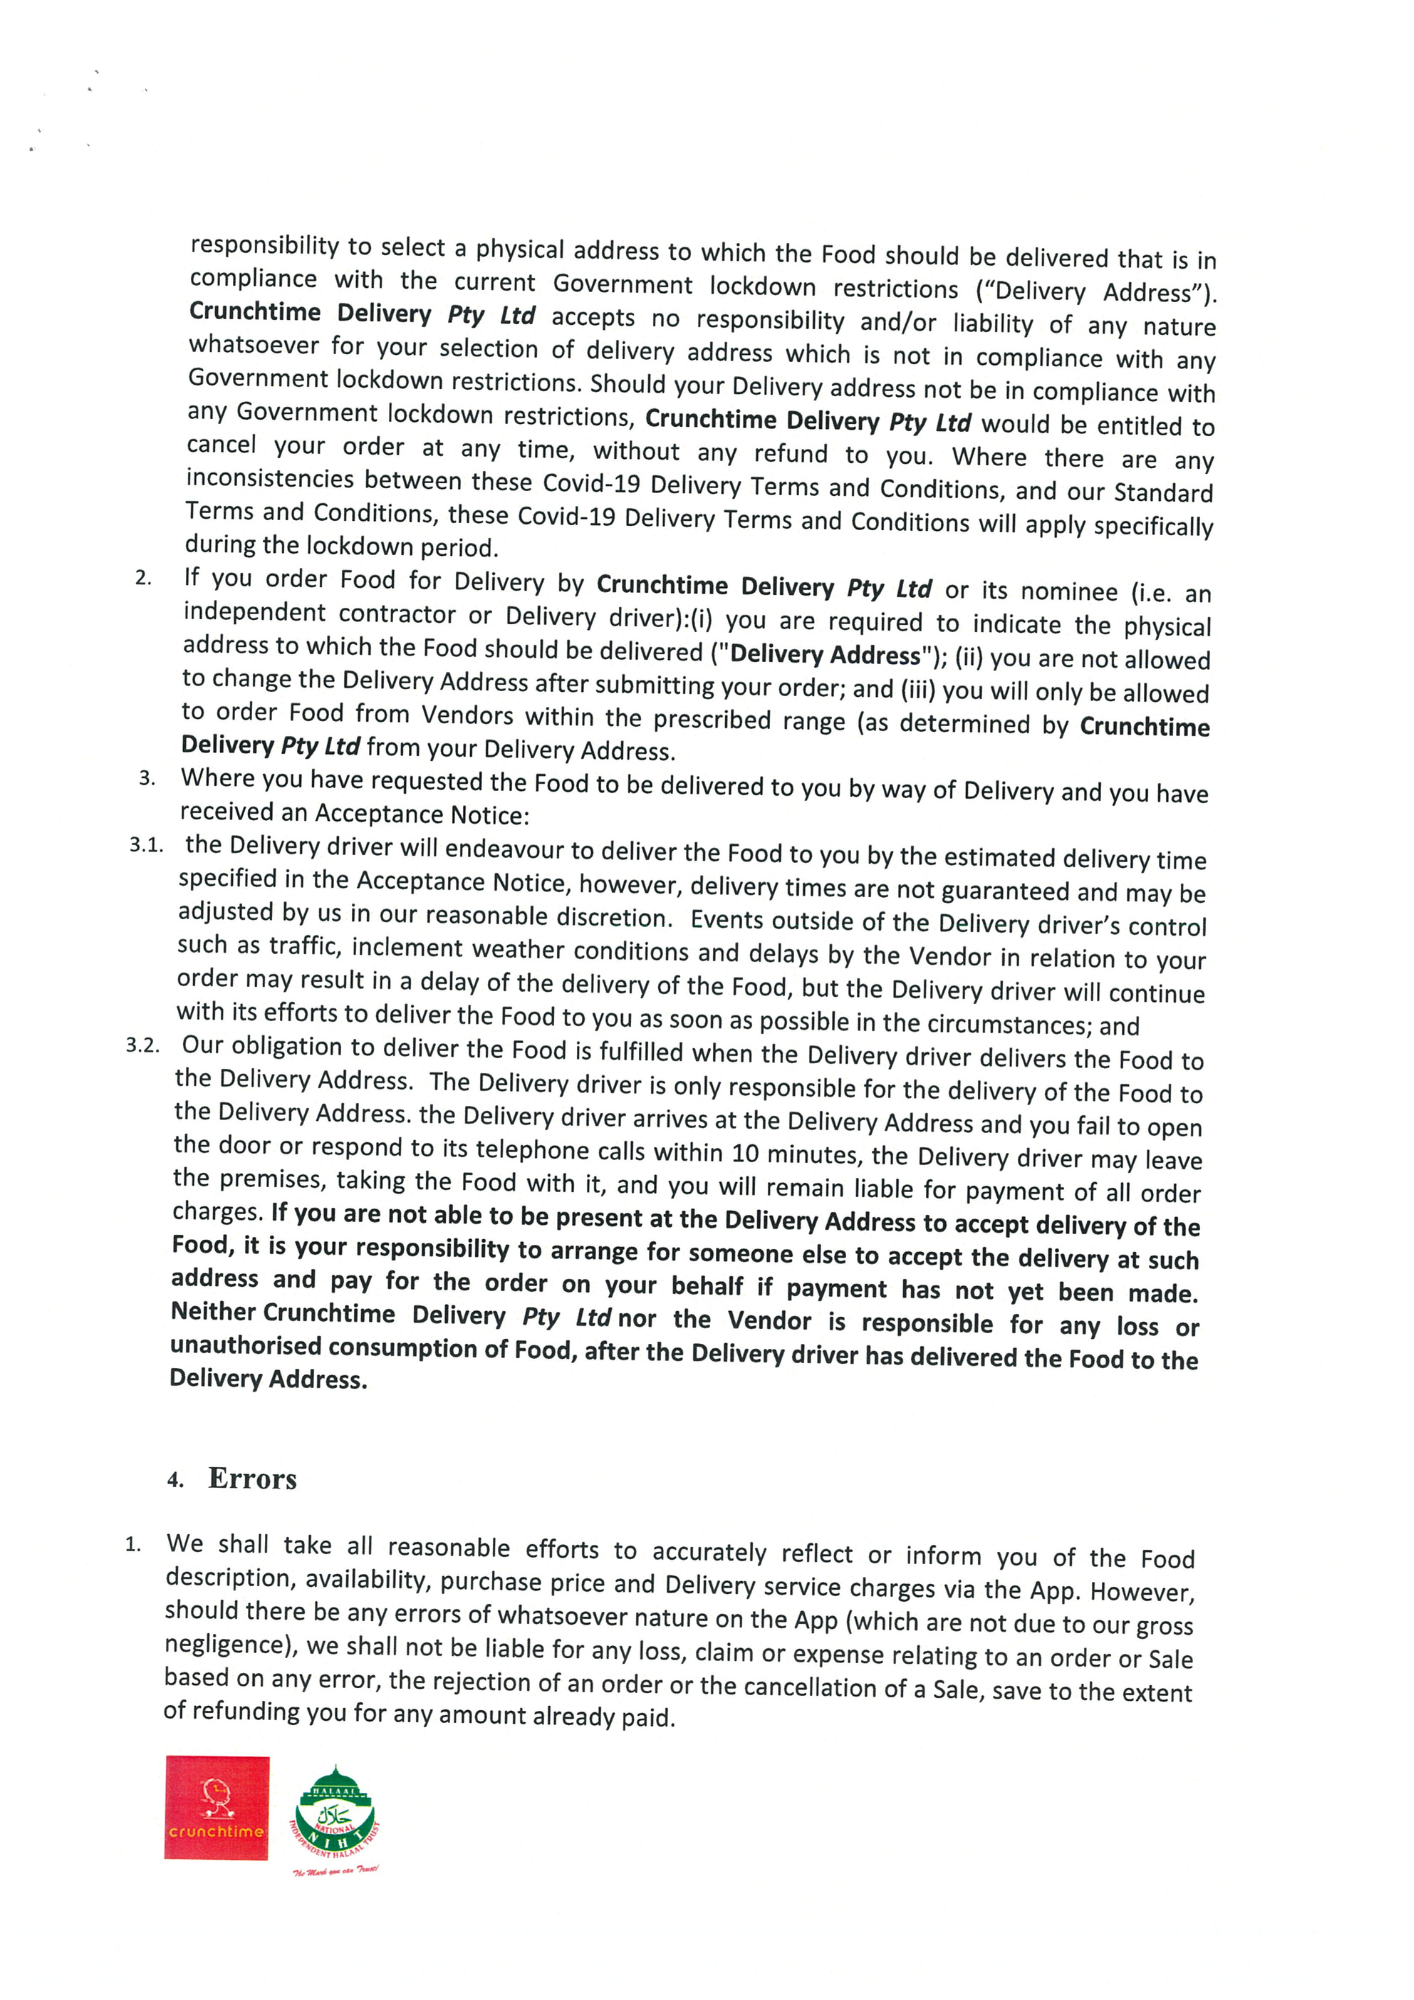 responsibility to select a physical address to which the Food should be delivered that is in
compliance with the current Government lockdown restrictions (“Delivery Address”).
Crunchtime Delivery Pty Ltd accepts no responsibility and/or liability of any nature
whatsoever for your selection of delivery address which is not in compliance with any
Government lockdown restrictions. Should your Delivery address not be in compliance with
any Government lockdown restrictions, Crunchtime Delivery Pty Ltd would be entitled to
cancel your order at any time, without any refund to you. Where there are any
inconsistencies between these Covid-19 Delivery Terms and Conditions, and our Standard
Terms and Conditions, these Covid-19 Delivery Terms and Conditions will apply specifically
during the lockdown period.
2. If you order Food for Delivery by Crunchtime Delivery Pty Ltd or its nominee (i.e. an
independent contractor or Delivery driver):(i) you are required to indicate the physical
address to which the Food should be delivered ("Delivery Address"); (ii) you are not allowed
to change the Delivery Address after submitting your order; and (iii) you will only be allowed
to order Food from Vendors within the prescribed range (as determined by Crunchtime
Delivery Pty Ltd from your Delivery Address.
3. Where you have requested the Food to be delivered to you by way of Delivery and you have
received an Acceptance Notice:
3.1. the Delivery driver will endeavour to deliver the Food to you by the estimated delivery time
specified in the Acceptance Notice, however, delivery times are not guaranteed and may be
adjusted by us in our reasonable discretion. Events outside of the Delivery driver’s control
such as traffic, inclement weather conditions and delays by the Vendor in relation to your
order may result in a delay of the delivery of the Food, but the Delivery driver will continue
with its efforts to deliver the Food to you as soon as possible in the circumstances; and
3.2. Our obligation to deliver the Food is fulfilled when the Delivery driver delivers the Food to
the Delivery Address. The Delivery driver is only responsible for the delivery of the Food to
the Delivery Address. the Delivery driver arrives at the Delivery Address and you fail to open
the door or respond to its telephone calls within 10 minutes, the Delivery driver may leave
the premises, taking the Food with it, and you will remain liable for payment of all order
charges. If you are not able to be present at the Delivery Address to accept delivery of the
Food, it is your responsibility to arrange for someone else to accept the delivery at such
address and pay for the order on your behalf if payment has not yet been made.
Neither Crunchtime Delivery Pty Ltd nor the Vendor is responsible for any loss or
unauthorised consumption of Food, after the Delivery driver has delivered the Food to the
Delivery Address.
4. Errors
1. We shall take all reasonable efforts to accurately reflect or inform you of the Food
description, availability, purchase price and Delivery service charges via the App. However,
should there be any errors of whatsoever nature on the App (which are not due to our gross
negligence), we shall not be liable for any loss, claim or expense relating to an order or Sale
based on any error, the rejection of an order or the cancellation of a Sale, save to the extent
of refunding you for any amount already paid.
crunchtime
HALAAL
حلال
NATIONAL
NIHT
INDEPENDENT HALAAL TRUST
The Mark you can Trust!